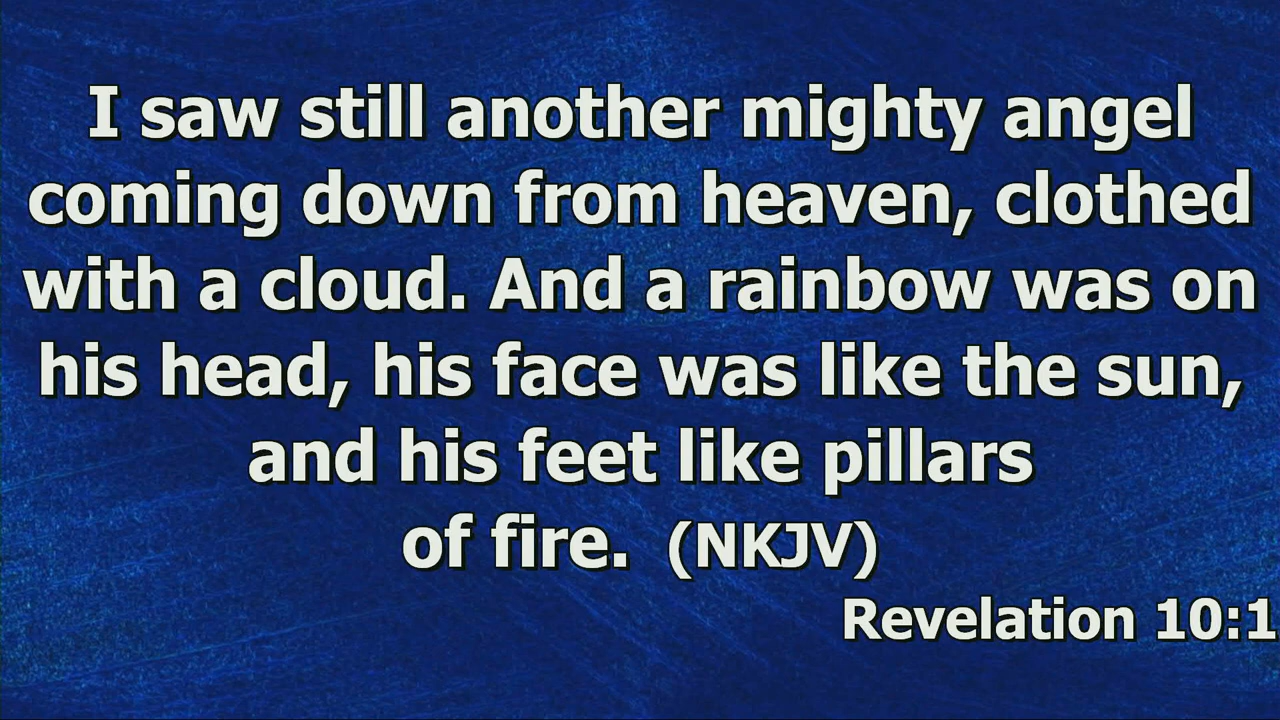 I saw still another mighty angel
coming down from heaven, clothed
with a cloud. And a rainbow was on
his head, his face was like the sun,
and his feet like pillars
of fire.  (NKJV)
Revelation 10:1